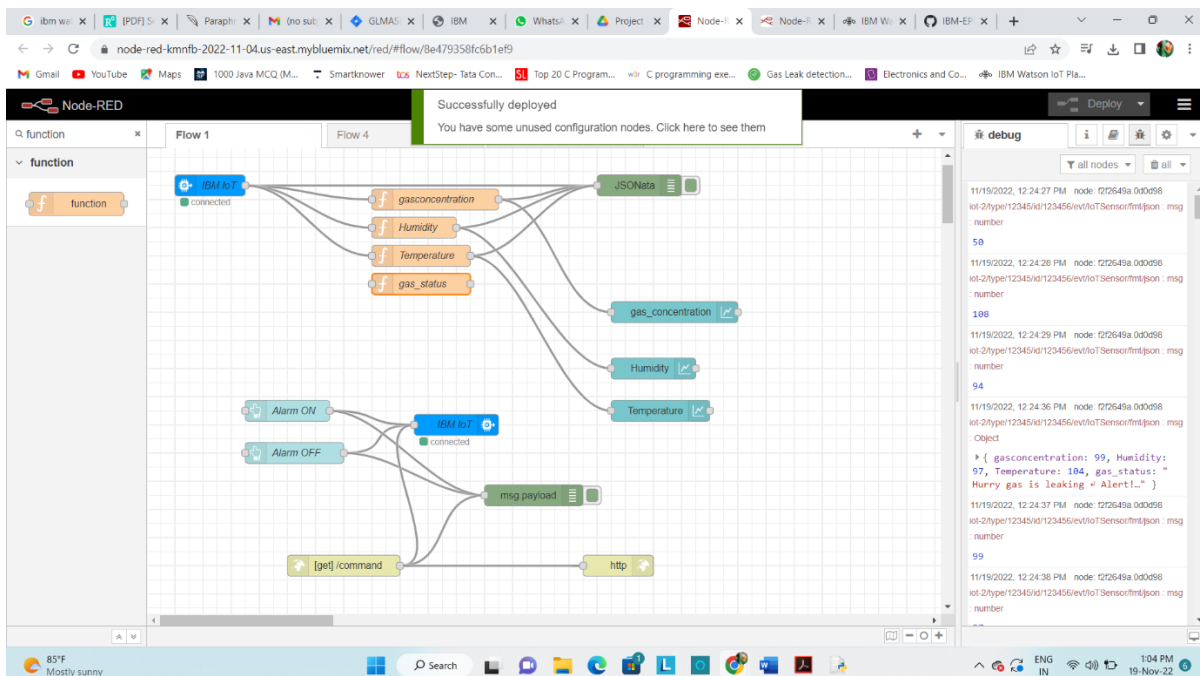 ibm wat
[PDF] S
Paraphr
(no sub
GLMAS
IBM
WhatsA
Project
Node-R
Node-R
IBM Wa
IBM-EP
node-red-kmnfb-2022-11-04.us-east.mybluemix.net/red/#flow/8e479358fc6b1ef9
Gmail
YouTube
Maps
1000 Java MCQ (M...
Smartknower
tcs NextStep- Tata Con...
SL Top 20 C Program...
w3r C programming exe...
Gas Leak detection...
Electronics and Co...
IBM Watson IoT Pla...
Node-RED
Successfully deployed
You have some unused configuration nodes. Click here to see them
Deploy
function
Flow 1
Flow 4
debug
function
function
all nodes
all
IBM IoT
connected
gasconcentration
Humidity
Temperature
gas_status
JSONata
gas_concentration
Humidity
Temperature
Alarm ON
Alarm OFF
IBM IoT
connected
msg.payload
[get] /command
http
11/19/2022, 12:24:27 PM node: f2f2649a.0d0d98
iot-2/type/12345/id/123456/evt/IoTSensor/fmt/json : msg
: number
50
11/19/2022, 12:24:28 PM node: f2f2649a.0d0d98
iot-2/type/12345/id/123456/evt/IoTSensor/fmt/json : msg
: number
108
11/19/2022, 12:24:29 PM node: f2f2649a.0d0d98
iot-2/type/12345/id/123456/evt/IoTSensor/fmt/json : msg
: number
94
11/19/2022, 12:24:36 PM node: f2f2649a.0d0d98
iot-2/type/12345/id/123456/evt/IoTSensor/fmt/json : msg
: Object
{ gasconcentration: 99, Humidity:
97, Temperature: 104, gas_status: "
Hurry gas is leaking ↵ Alert!…" }
11/19/2022, 12:24:37 PM node: f2f2649a.0d0d98
iot-2/type/12345/id/123456/evt/IoTSensor/fmt/json : msg
: number
99
11/19/2022, 12:24:38 PM node: f2f2649a.0d0d98
iot-2/type/12345/id/123456/evt/IoTSensor/fmt/json : msg
: number
85°F
Mostly sunny
Search
ENG
IN
1:04 PM
19-Nov-22
6